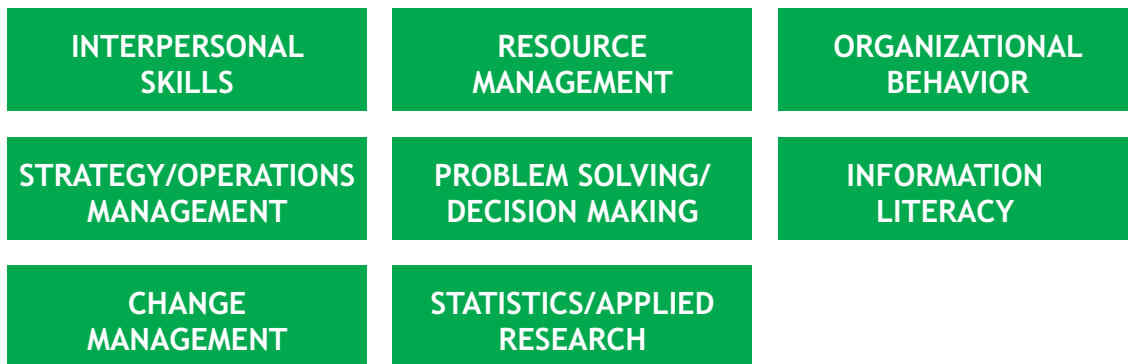 INTERPERSONAL
SKILLS
RESOURCE
MANAGEMENT
ORGANIZATIONAL
BEHAVIOR
STRATEGY/OPERATIONS
MANAGEMENT
PROBLEM SOLVING/
DECISION MAKING
INFORMATION
LITERACY
CHANGE
MANAGEMENT
STATISTICS/APPLIED
RESEARCH